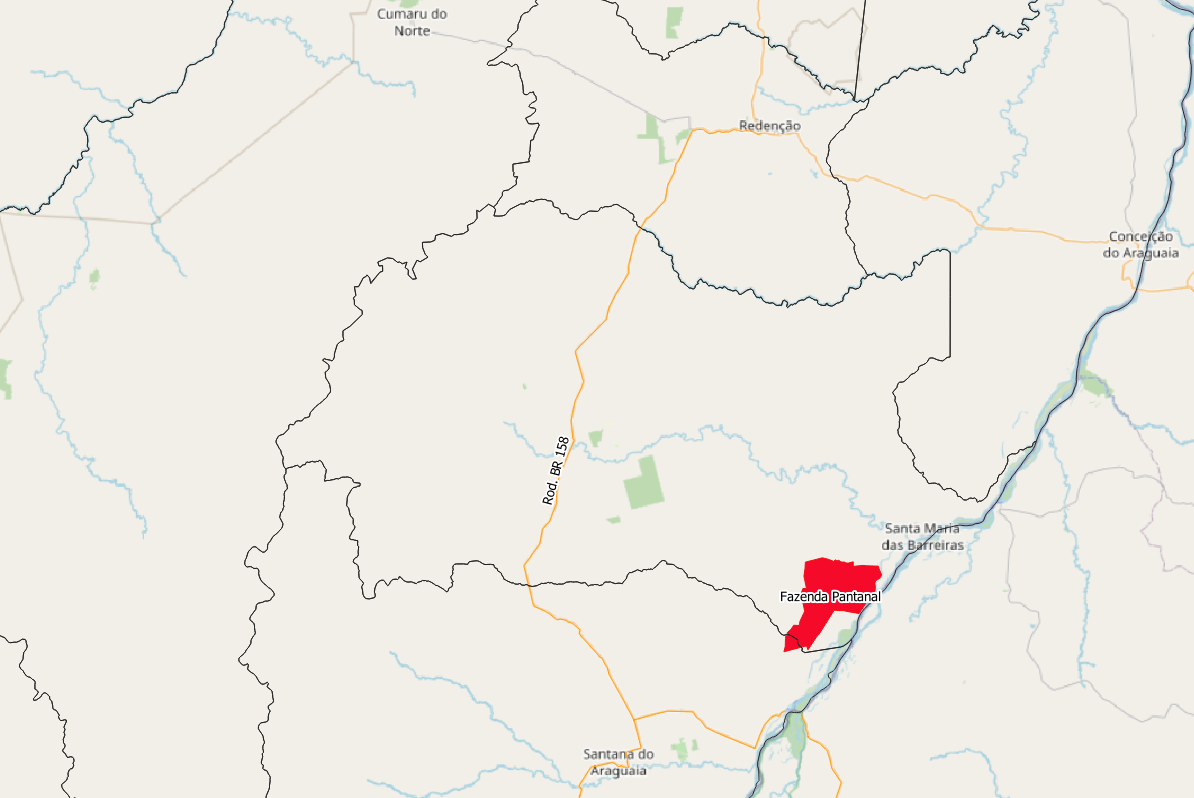 Cumaru do
Norte
Redenção
Conceição
do Araguaia
Rod. BR 158
Santa Maria
das Barreiras
Fazenda Pantanal
Santana do
Araguaia